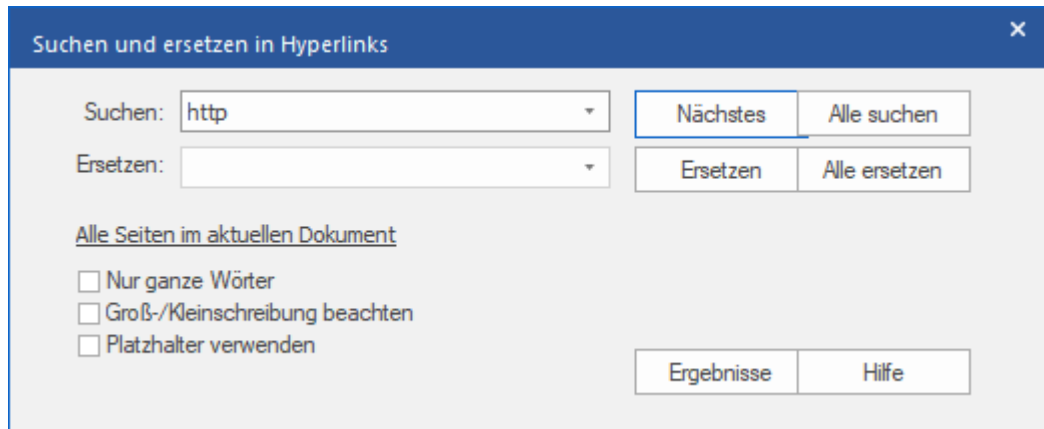 Suchen und ersetzen in Hyperlinks
Suchen: http Nächstes Alle suchen
Ersetzen: Ersetzen Alle ersetzen
Alle Seiten im aktuellen Dokument
Nur ganze Wörter
Groß-/Kleinschreibung beachten
Platzhalter verwenden
Ergebnisse Hilfe